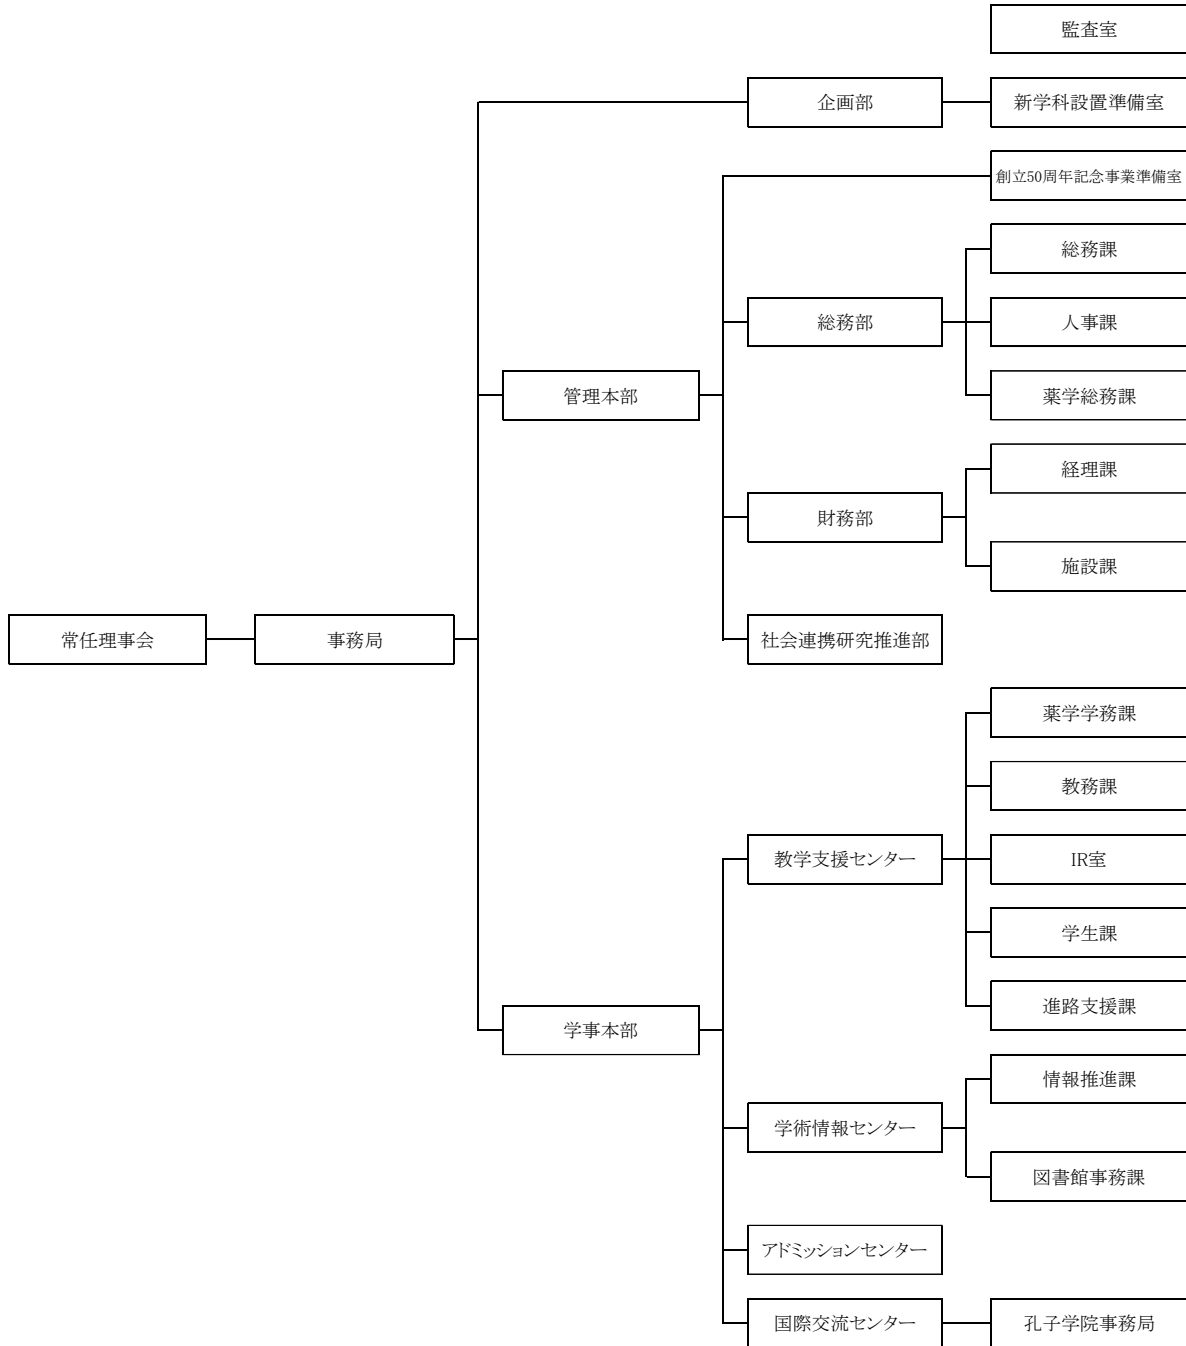 監査室
企画部
新学科設置準備室
創立50周年記念事業準備室
総務課
総務部
人事課
管理本部
薬学総務課
経理課
財務部
施設課
常任理事会
事務局
社会連携研究推進部
薬学学務課
教務課
教学支援センター
IR室
学生課
進路支援課
学事本部
情報推進課
学術情報センター
図書館事務課
アドミッションセンター
国際交流センター
孔子学院事務局